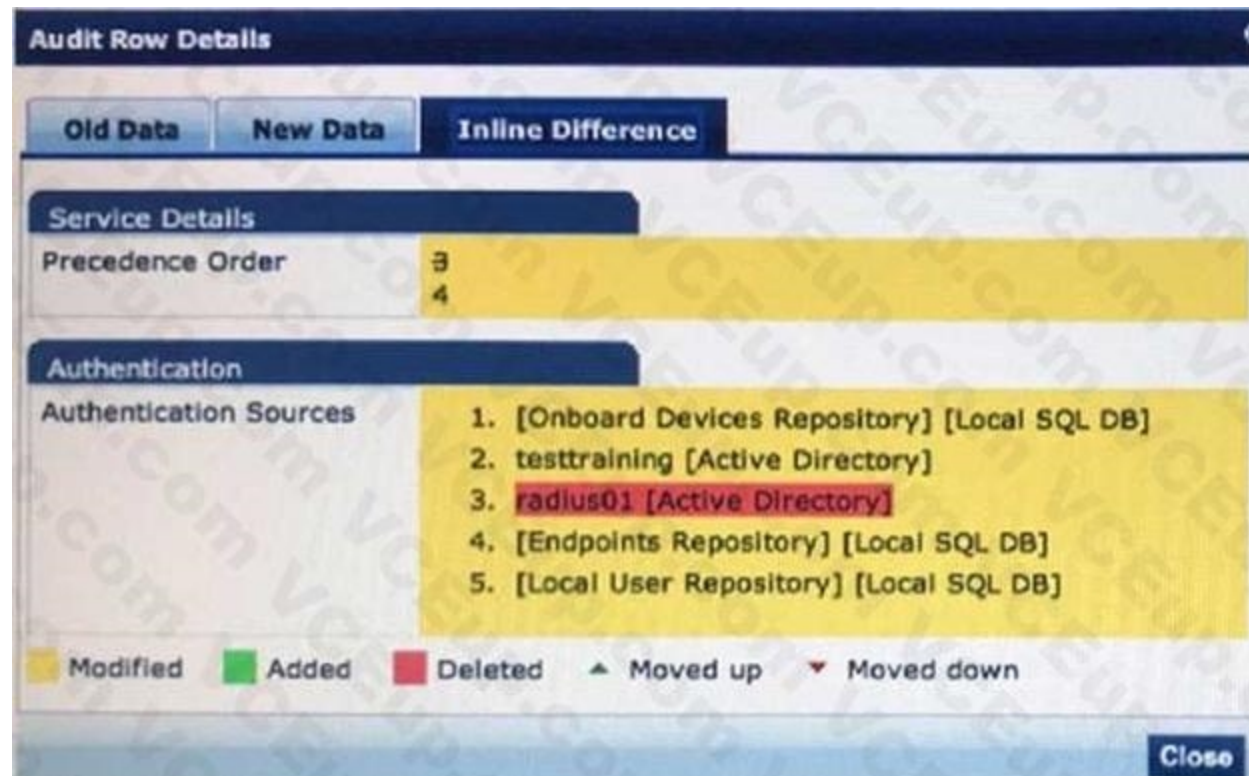 Audit Row Details
Old Data New Data Inline Difference
Service Details
Precedence Order 3
4
Authentication
Authentication Sources 1. [Onboard Devices Repository] [Local SQL DB]
2. testtraining [Active Directory]
3. radius01 [Active Directory]
4. [Endpoints Repository] [Local SQL DB]
5. [Local User Repository] [Local SQL DB]
Modified Added Deleted Moved up Moved down
Close
VCEup.com